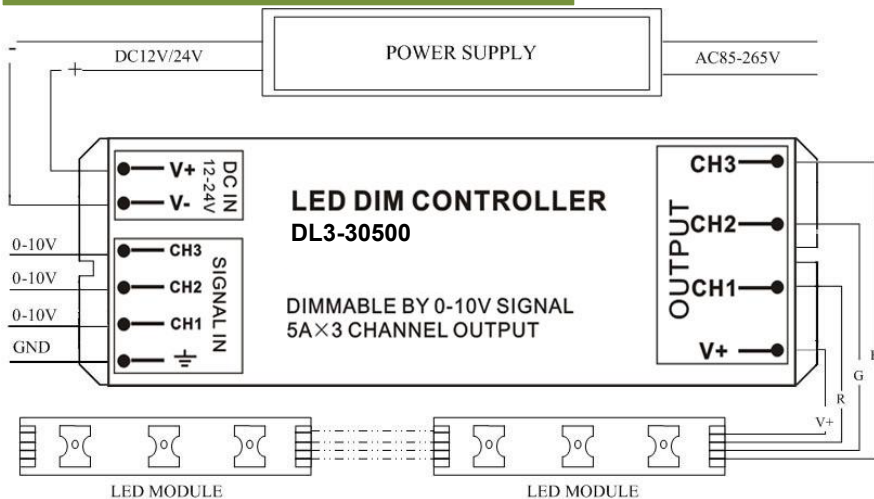 POWER SUPPLY
-
DC12V/24V
+
AC85-265V
V+
V-
DC IN
12-24V
LED DIM CONTROLLER
DL3-30500
DIMMABLE BY 0-10V SIGNAL
5A×3 CHANNEL OUTPUT
0-10V
0-10V
0-10V
GND
CH3
CH2
CH1
SIGNAL IN
CH3
CH2
CH1
V+
OUTPUT
G
R
V+
LED MODULE
LED MODULE